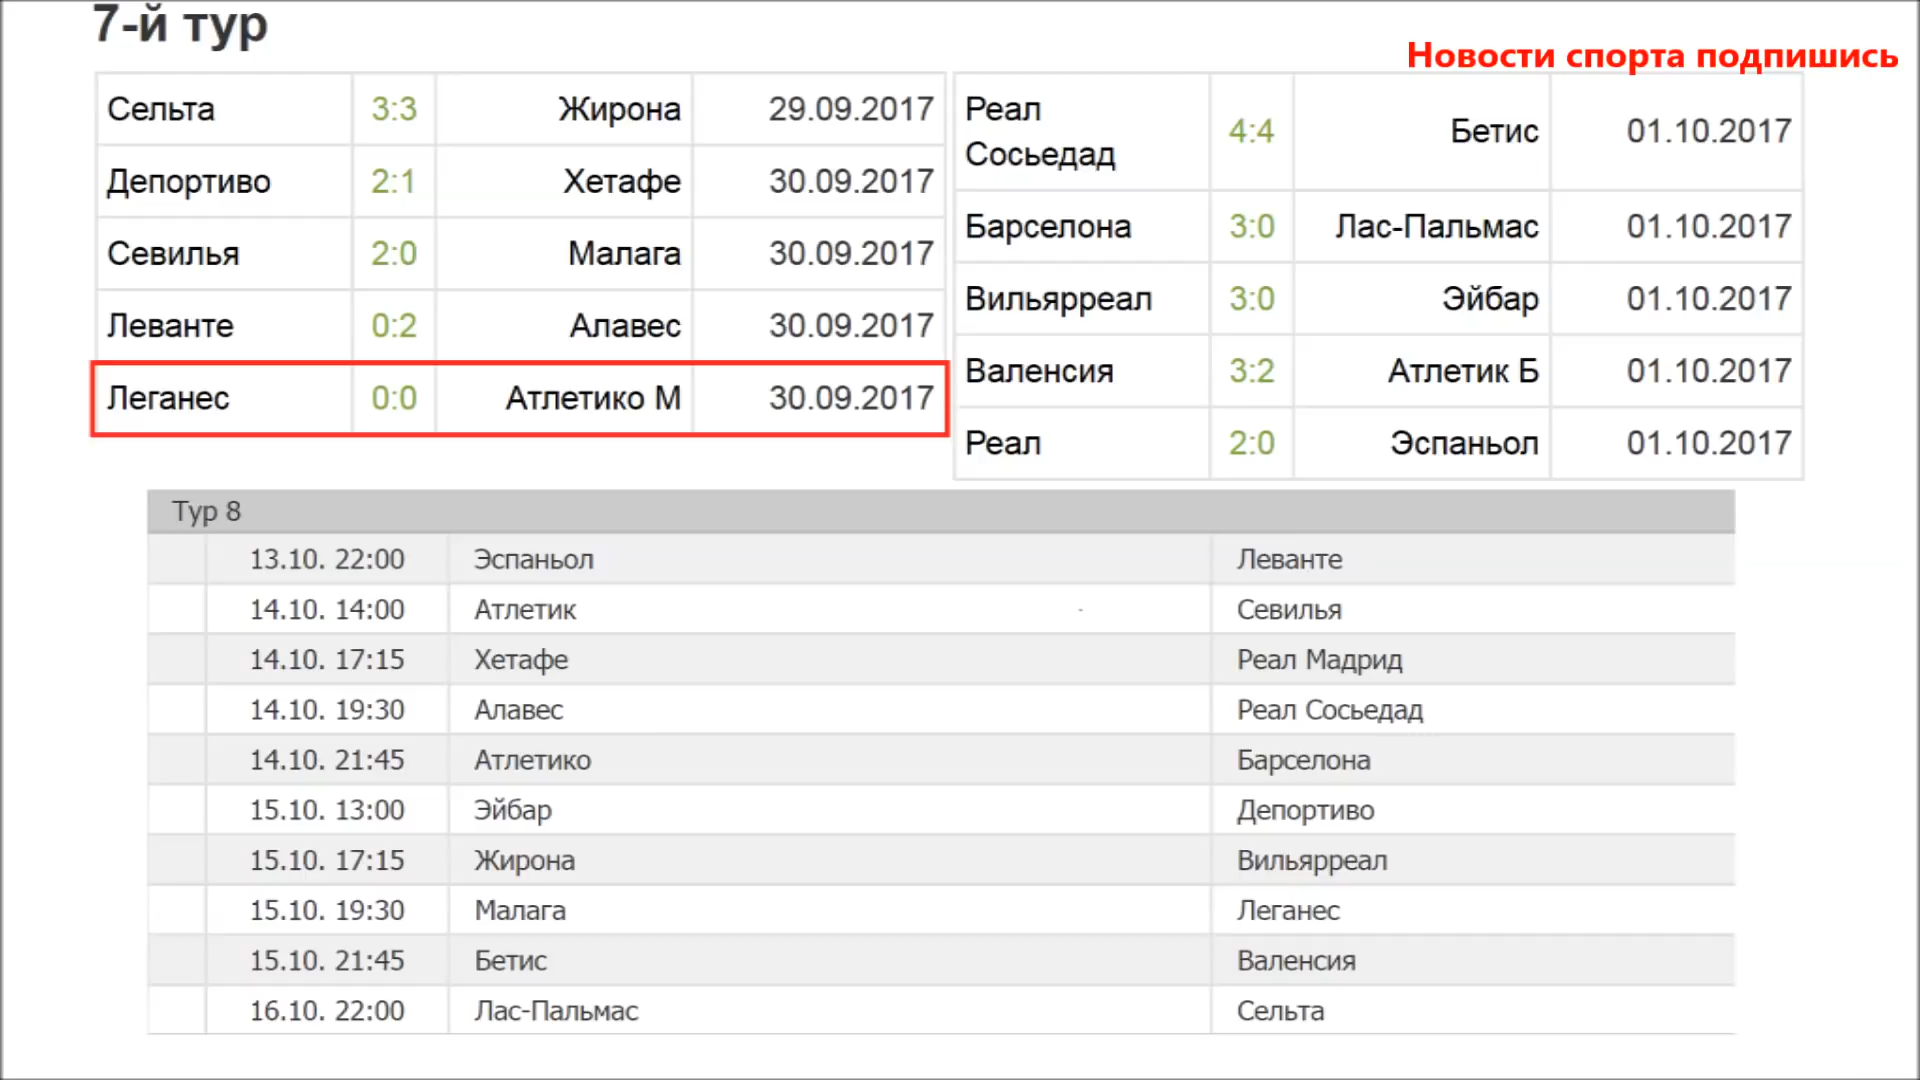 7-й тур
Новости спорта подпишись
Сельта 3:3 Жирона 29.09.2017
Депортиво 2:1 Хетафе 30.09.2017
Севилья 2:0 Малага 30.09.2017
Леванте 0:2 Алавес 30.09.2017
Леганес 0:0 Атлетико М 30.09.2017
Реал
Сосьедад 4:4 Бетис 01.10.2017
Барселона 3:0 Лас-Пальмас 01.10.2017
Вильярреал 3:0 Эйбар 01.10.2017
Валенсия 3:2 Атлетик Б 01.10.2017
Реал 2:0 Эспаньол 01.10.2017
Тур 8
13.10. 22:00 Эспаньол Леванте
14.10. 14:00 Атлетик - Севилья
14.10. 17:15 Хетафе Реал Мадрид
14.10. 19:30 Алавес Реал Сосьедад
14.10. 21:45 Атлетико Барселона
15.10. 13:00 Эйбар Депортиво
15.10. 17:15 Жирона Вильярреал
15.10. 19:30 Малага Леганес
15.10. 21:45 Бетис Валенсия
16.10. 22:00 Лас-Пальмас Сельта